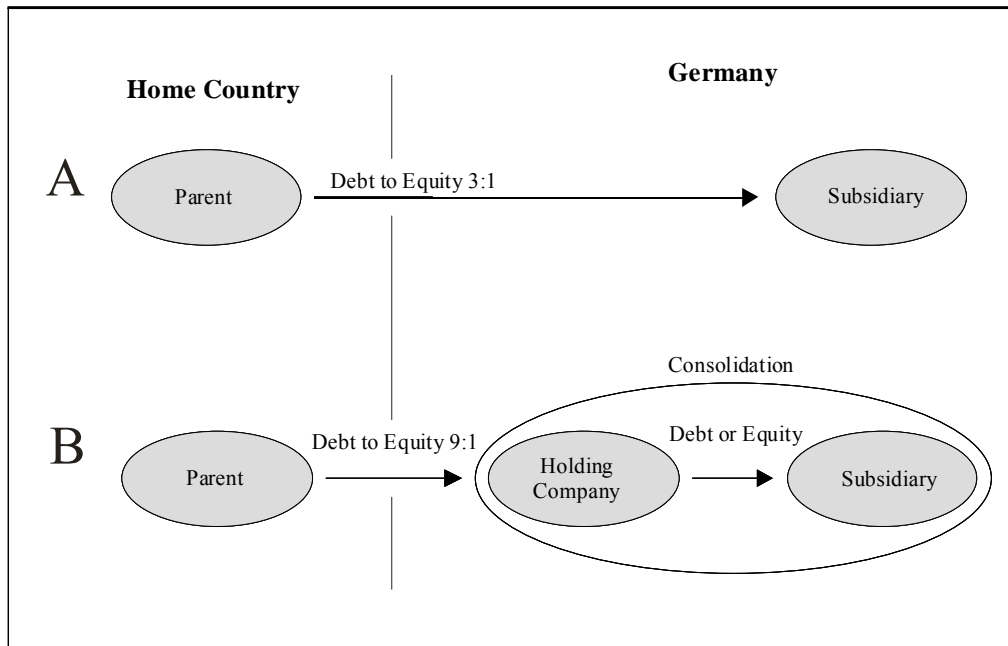 Home Country
Germany
A
Parent
Debt to Equity 3:1
Subsidiary
Consolidation
B
Parent
Debt to Equity 9:1
Holding
Company
Debt or Equity
Subsidiary